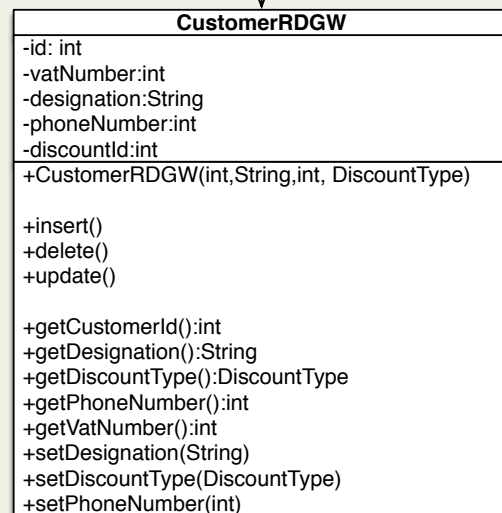 CustomerRDGW
-id: int
-vatNumber:int
-designation:String
-phoneNumber:int
-discountId:int
+CustomerRDGW(int,String,int, DiscountType)
+insert()
+delete()
+update()
+getCustomerId():int
+getDesignation():String
+getDiscountType():DiscountType
+getPhoneNumber():int
+getVatNumber():int
+setDesignation(String)
+setDiscountType(DiscountType)
+setPhoneNumber(int)